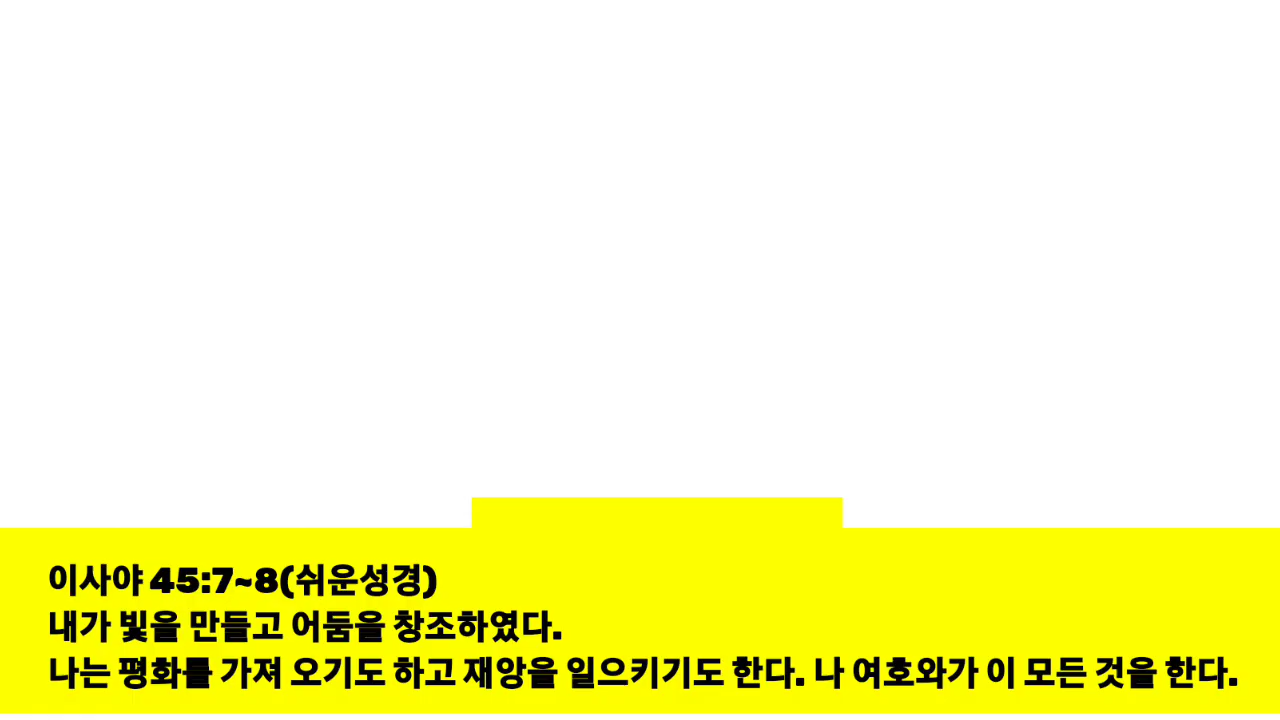 이사야 45:7~8(쉬운성경)
내가 빛을 만들고 어둠을 창조하였다.
나는 평화를 가져 오기도 하고 재앙을 일으키기도 한다. 나 여호와가 이 모든 것을 한다.